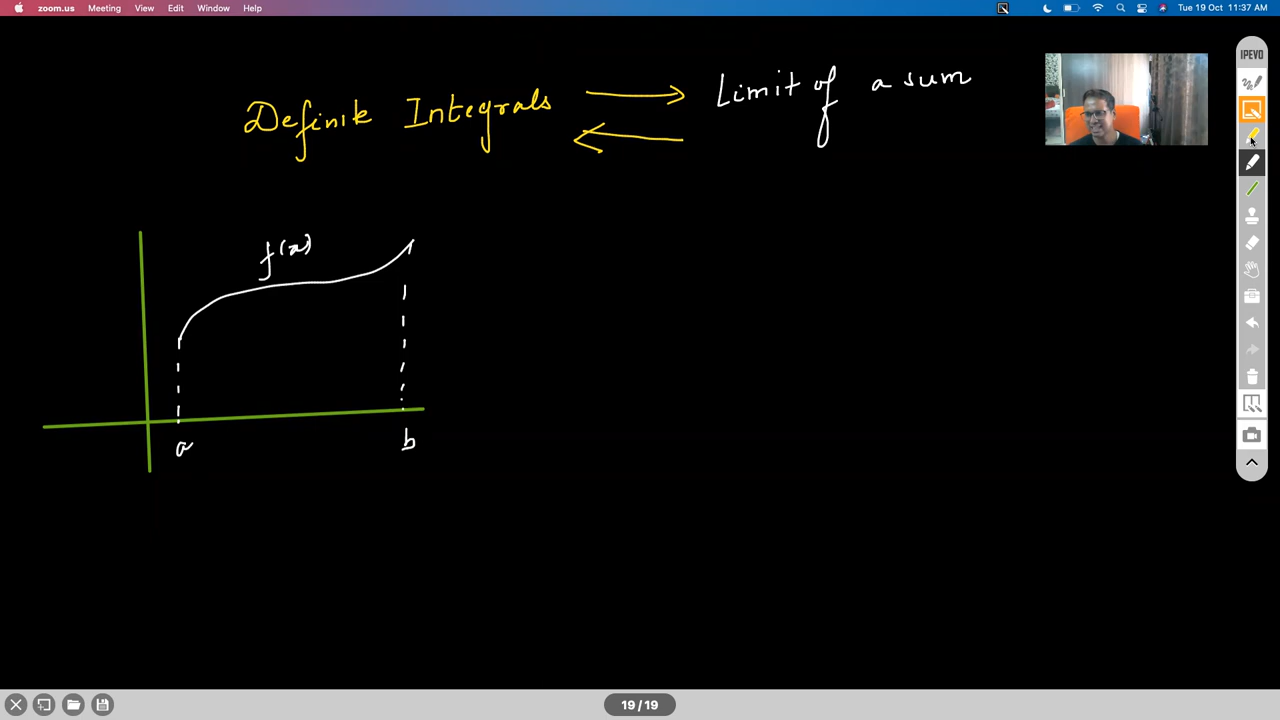 zoom.us Meeting View Edit Window Help Tue 19 Oct 11:37 AM
IPEVO
Definite Integrals Limit of a sum
f(x)
a b
19/19